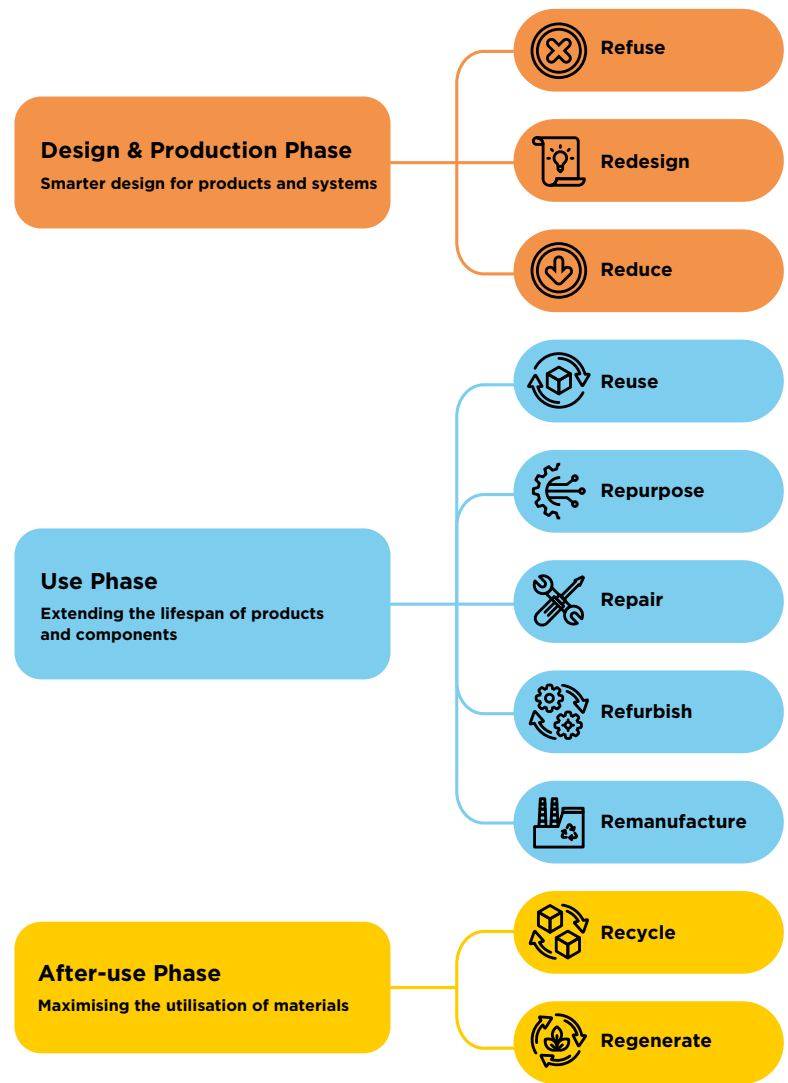 Design & Production Phase
Smarter design for products and systems
Refuse
Redesign
Reduce
Use Phase
Extending the lifespan of products
and components
Reuse
Repurpose
Repair
Refurbish
Remanufacture
After-use Phase
Maximising the utilisation of materials
Recycle
Regenerate